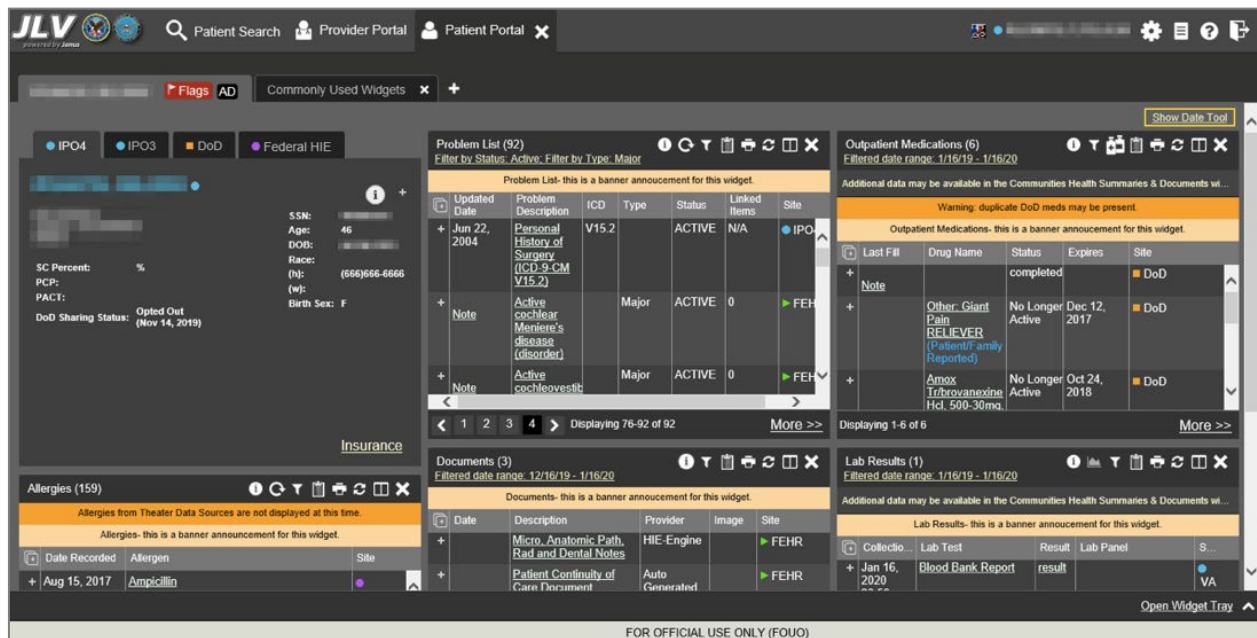 JLV
powered by Janus
Patient Search
Provider Portal
Patient Portal
Flags AD
Commonly Used Widgets
Show Date Tool
IPO4
IPO3
DoD
Federal HIE
SSN:
Age: 46
DOB:
Race:
(h): (666)666-6666
(w):
Birth Sex: F
SC Percent: %
PCP:
PACT:
DoD Sharing Status: Opted Out
(Nov 14, 2019)
Insurance
Allergies (159)
Allergies from Theater Data Sources are not displayed at this time.
Allergies- this is a banner announcement for this widget.
Date Recorded Allergen Site
+ Aug 15, 2017 Ampicillin
Problem List (92)
Filter by Status: Active; Filter by Type: Major
Problem List- this is a banner annoucement for this widget.
Updated Date Problem Description ICD Type Status Linked Items Site
+ Jun 22, 2004 Personal History of Surgery (ICD-9-CM V15.2) V15.2 ACTIVE N/A IPO4
+ Note Active cochlear Meniere's disease (disorder) Major ACTIVE 0 FEHR
+ Note Active cochleovestib Major ACTIVE 0 FEH
1 2 3 4 Displaying 76-92 of 92 More >>
Documents (3)
Filtered date range: 12/16/19 - 1/16/20
Documents- this is a banner annoucement for this widget.
Date Description Provider Image Site
+ Micro, Anatomic Path, Rad and Dental Notes HIE-Engine FEHR
+ Patient Continuity of Care Document Auto Generated FEHR
Outpatient Medications (6)
Filtered date range: 1/16/19 - 1/16/20
Additional data may be available in the Communities Health Summaries & Documents wi...
Warning: duplicate DoD meds may be present.
Outpatient Medications- this is a banner annoucement for this widget.
Last Fill Drug Name Status Expires Site
+ Note completed DoD
+ Other: Giant Pain RELIEVER (Patient/Family Reported) No Longer Active Dec 12, 2017 DoD
+ Amox Tr/brovanexine Hcl, 500-30mg, No Longer Active Oct 24, 2018 DoD
Displaying 1-6 of 6 More >>
Lab Results (1)
Filtered date range: 1/16/19 - 1/16/20
Additional data may be available in the Communities Health Summaries & Documents wi...
Lab Results- this is a banner annoucement for this widget.
Collectio... Lab Test Result Lab Panel S...
+ Jan 16, 2020 Blood Bank Report result VA
Open Widget Tray
FOR OFFICIAL USE ONLY (FOUO)